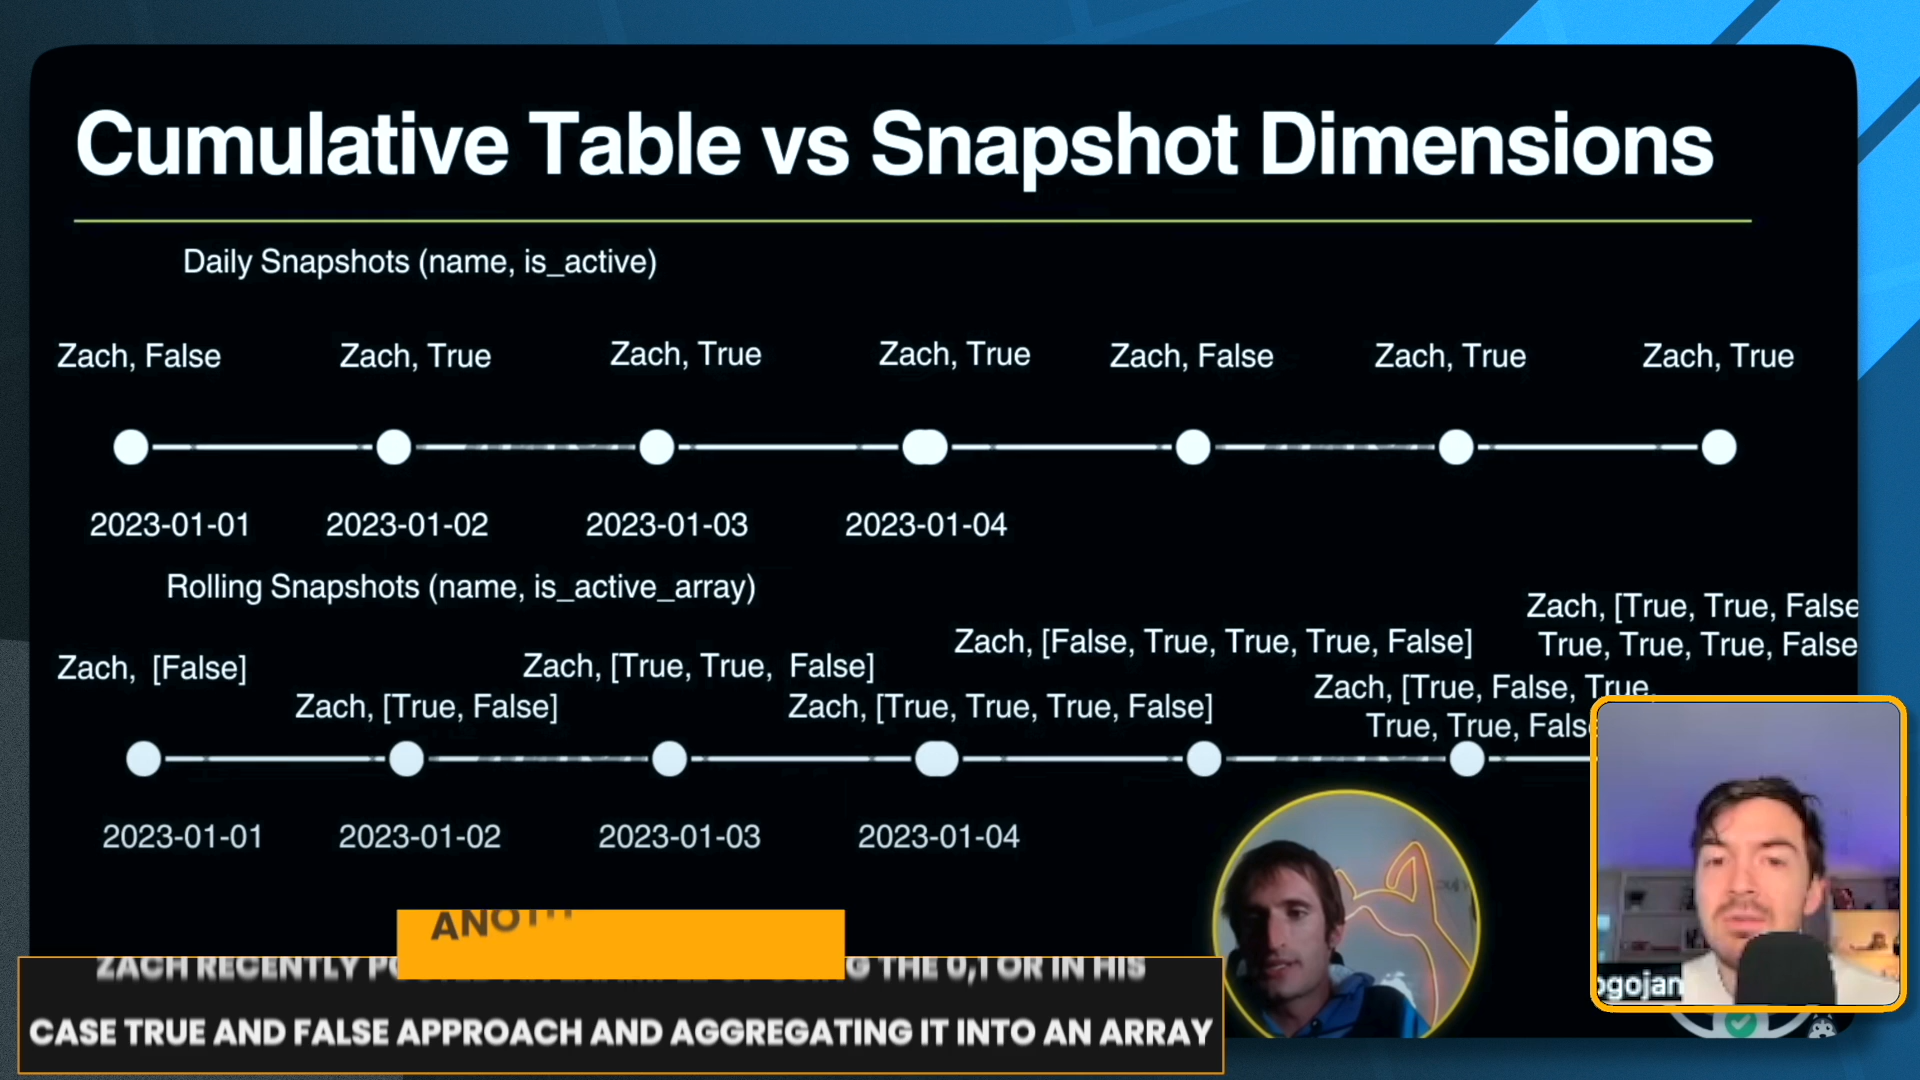 Cumulative Table vs Snapshot Dimensions
Daily Snapshots (name, is_active)
Zach, False
Zach, True
Zach, True
Zach, True
Zach, False
Zach, True
Zach, True
2023-01-01
2023-01-02
2023-01-03
2023-01-04
Rolling Snapshots (name, is_active_array)
Zach, [False]
Zach, [True, False]
Zach, [True, True, False]
Zach, [True, True, True, False]
Zach, [False, True, True, True, False]
Zach, [True, False, True,
True, True, False
Zach, [True, True, False
True, True, True, False
2023-01-01
2023-01-02
2023-01-03
2023-01-04
ZACH RECENTLY THE 0,1 OR IN HIS
CASE TRUE AND FALSE APPROACH AND AGGREGATING IT INTO AN ARRAY